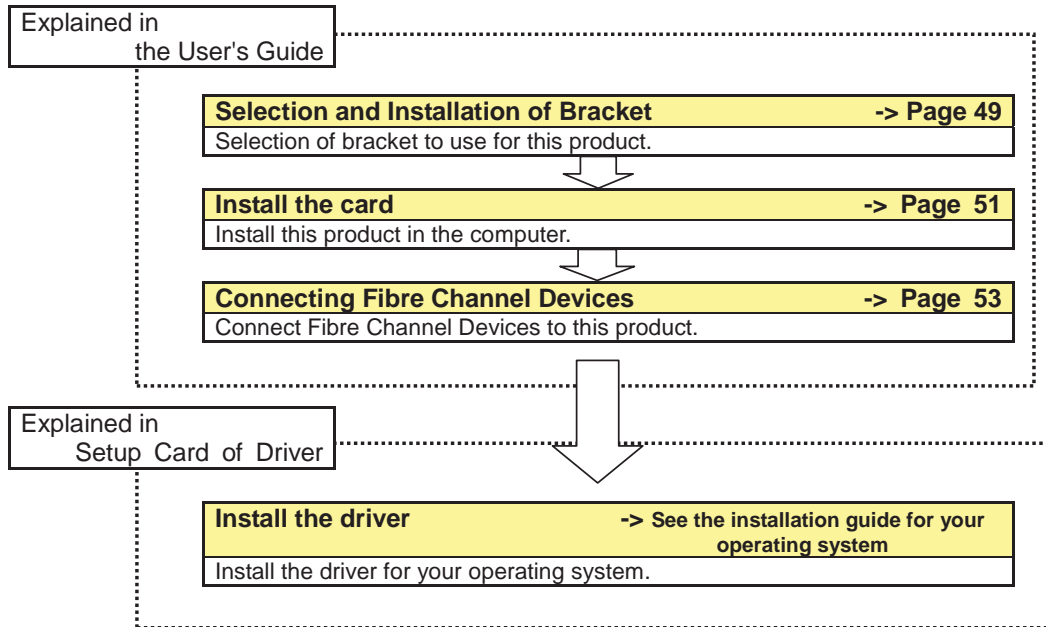 Explained in
the User's Guide
Selection and Installation of Bracket -> Page 49
Selection of bracket to use for this product.
Install the card -> Page 51
Install this product in the computer.
Connecting Fibre Channel Devices -> Page 53
Connect Fibre Channel Devices to this product.
Explained in
Setup Card of Driver
Install the driver -> See the installation guide for your
operating system
Install the driver for your operating system.